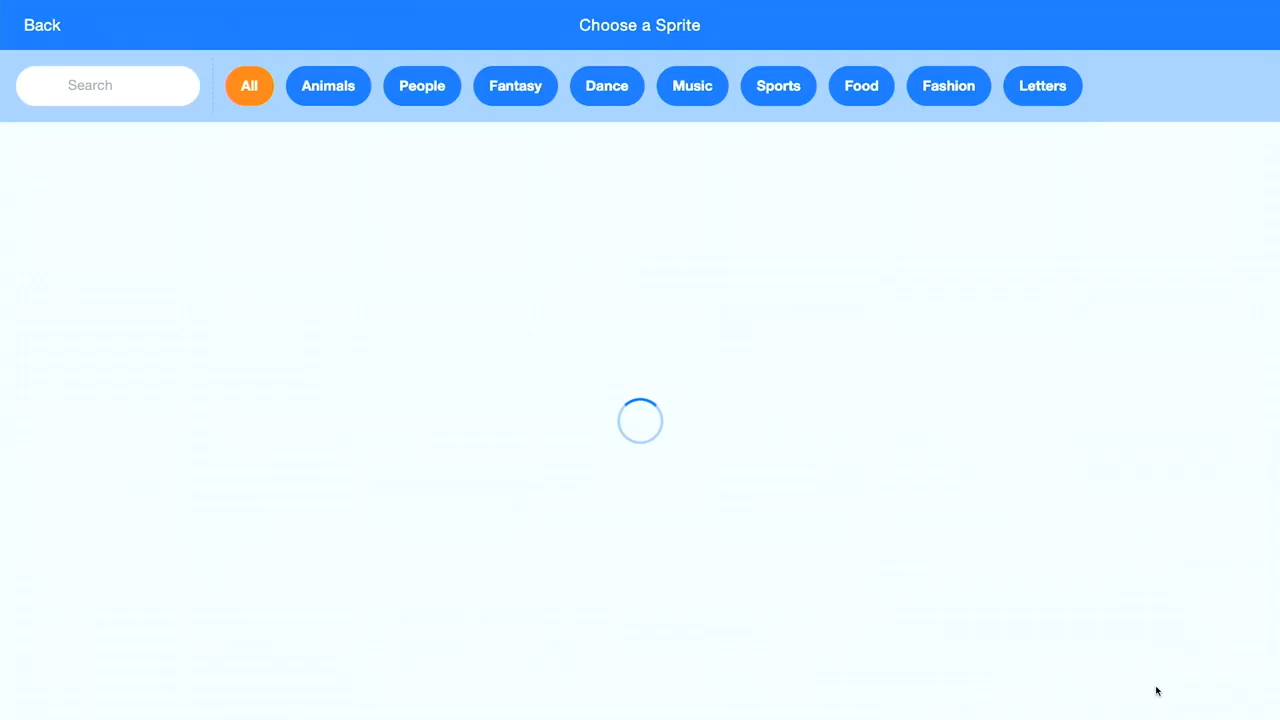 Back
Choose a Sprite
Search
All
Animals
People
Fantasy
Dance
Music
Sports
Food
Fashion
Letters